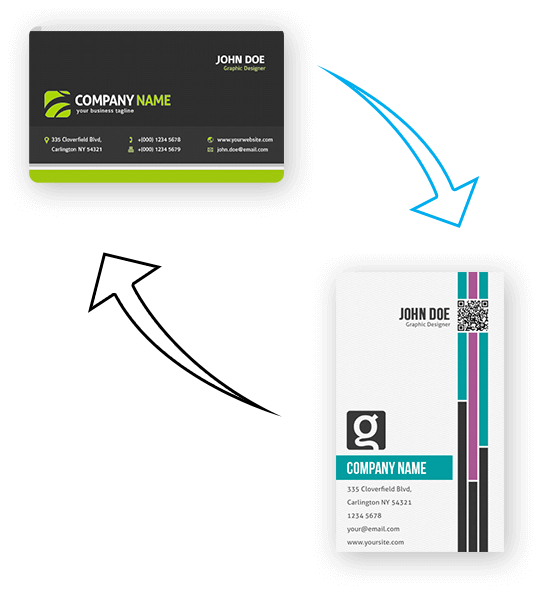 JOHN DOE
Graphic Designer
COMPANY NAME
your business tagline
335 Cloverfield Blvd, +(000) 1234 5678 www.yourwebsite.com
Carlington NY 54321 +(000) 1234 5679 john.doe@email.com
JOHN DOE
Graphic Designer
g
COMPANY NAME
335 Cloverfield Blvd,
Carlington NY 54321
1234 5678
your@email.com
www.yoursite.com